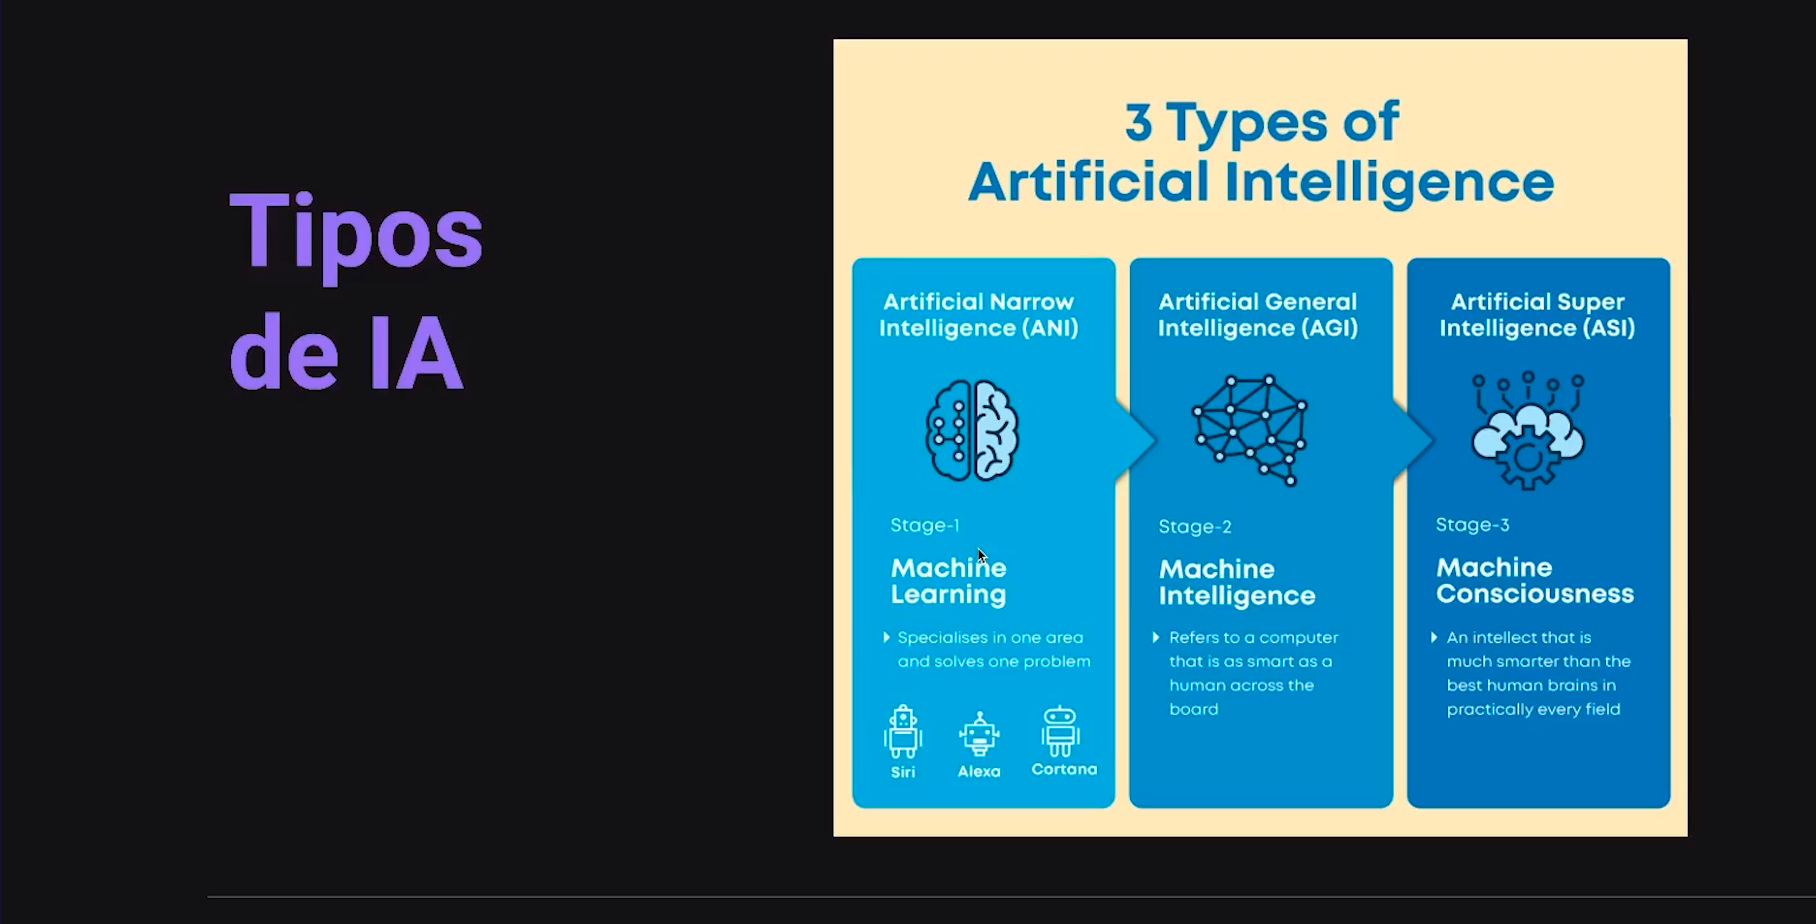 Tipos
de IA
3 Types of
Artificial Intelligence
Artificial Narrow
Intelligence (ANI)
Stage-1
Machine
Learning
Specialises in one area
and solves one problem
Siri
Alexa
Cortana
Artificial General
Intelligence (AGI)
Stage-2
Machine
Intelligence
Refers to a computer
that is as smart as a
human across the
board
Artificial Super
Intelligence (ASI)
Stage-3
Machine
Consciousness
An intellect that is
much smarter than the
best human brains in
practically every field